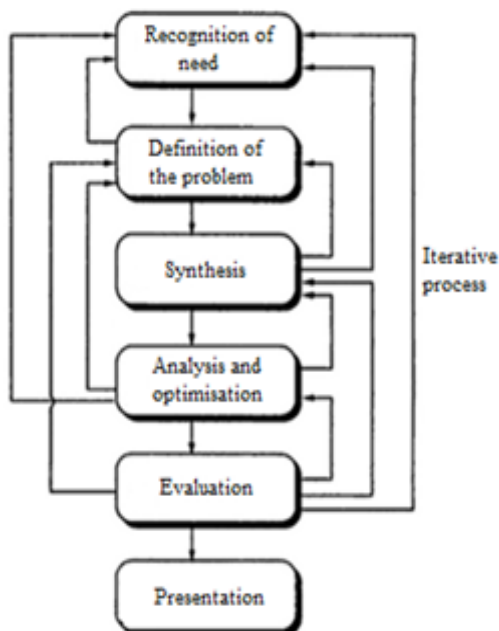 Recognition of
need
Definition of
the problem
Synthesis
Iterative
process
Analysis and
optimisation
Evaluation
Presentation